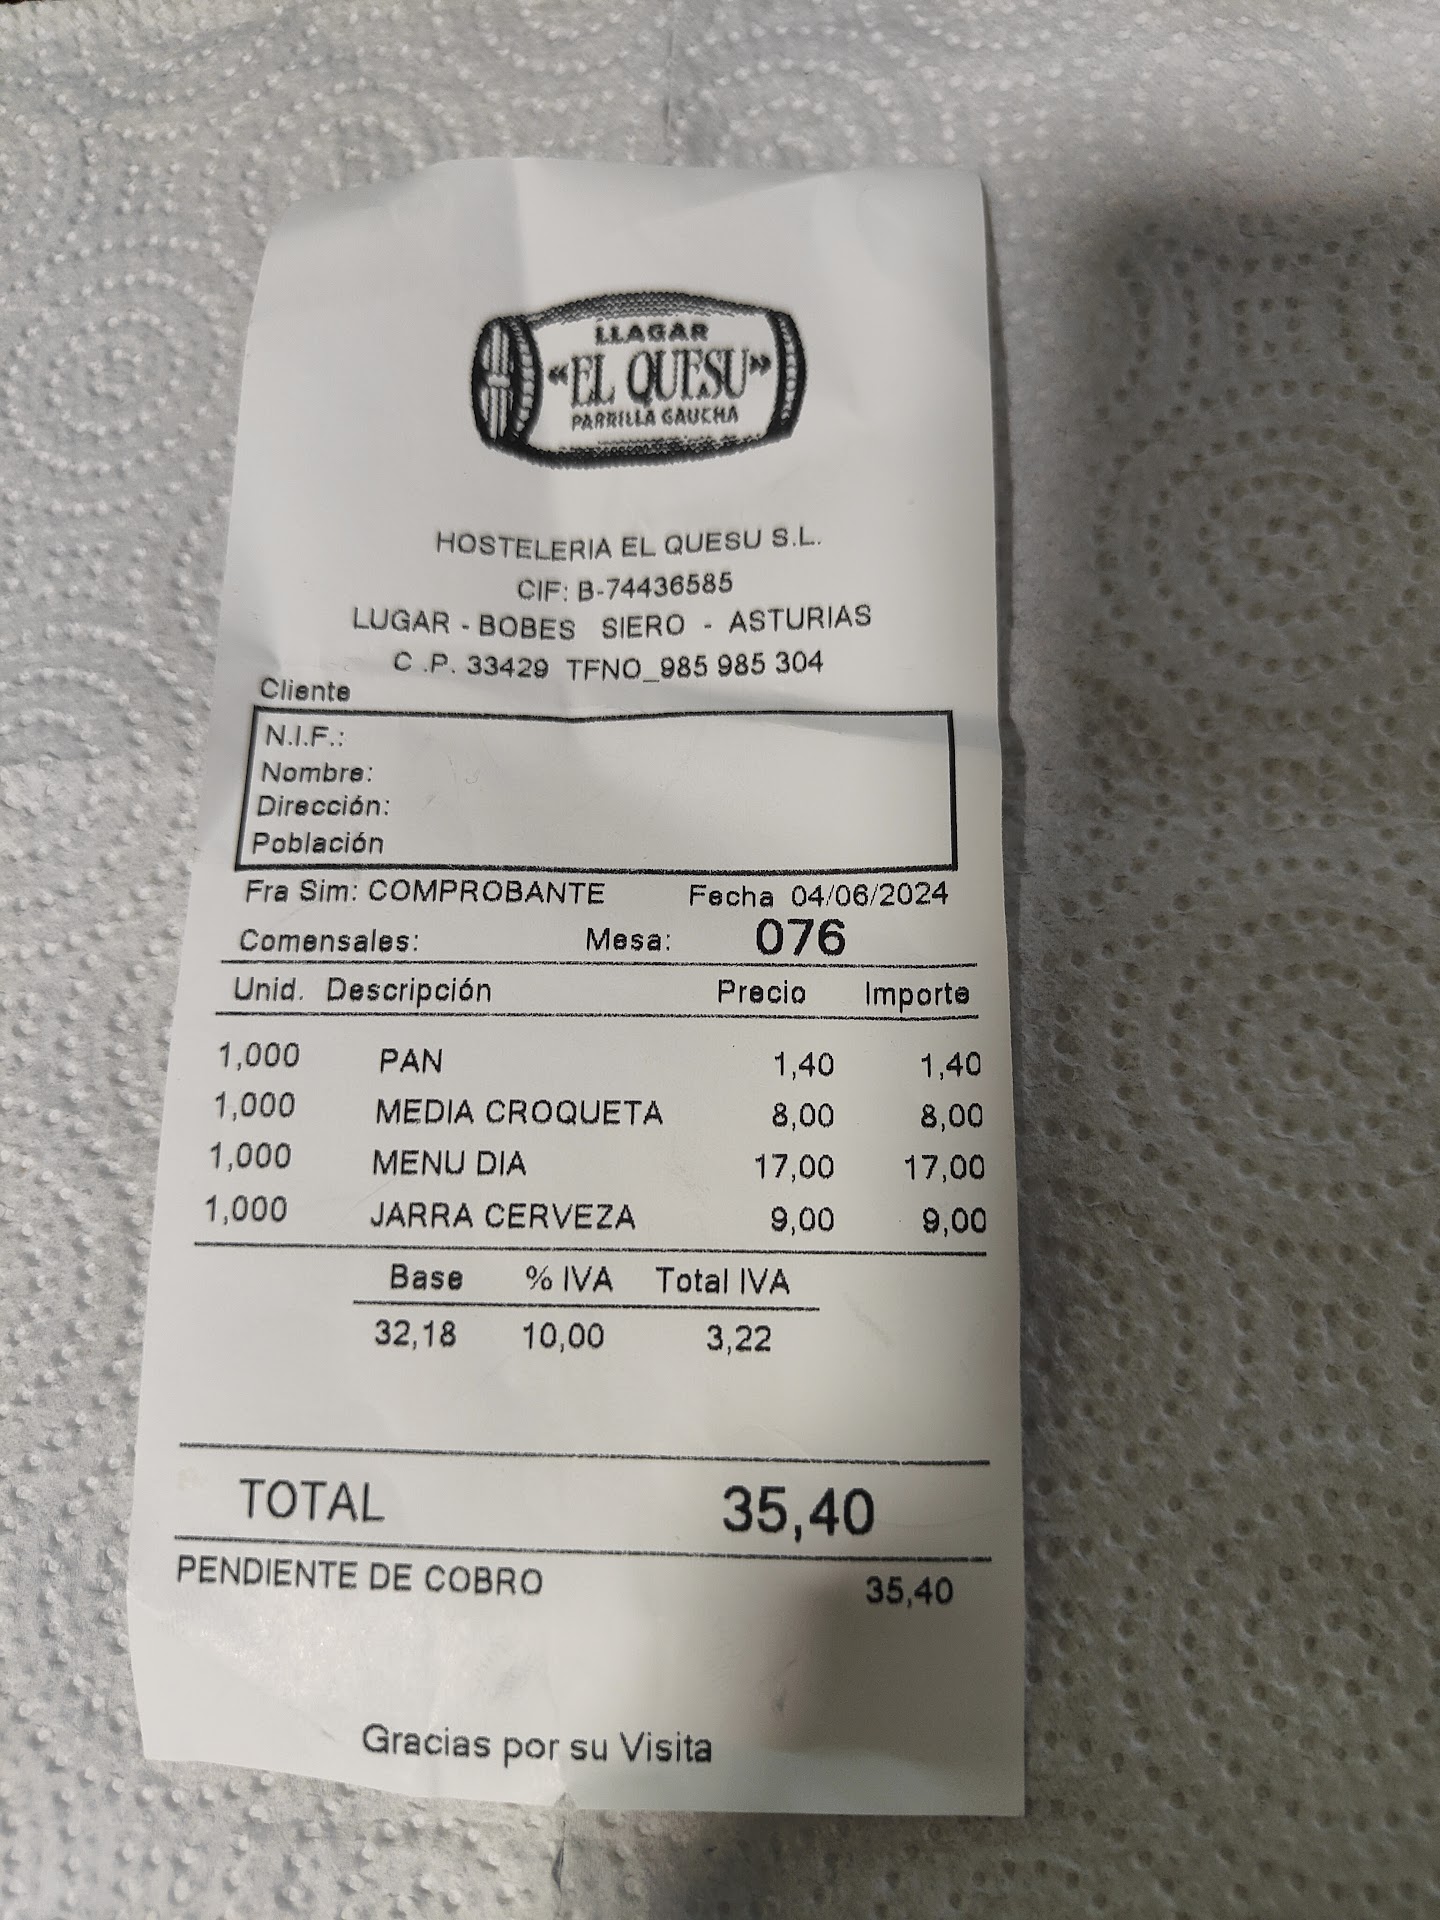 LLAGAR
«EL QUESU»
PARRILLA GAUCHA
HOSTELERIA EL QUESU S.L.
CIF: B-74436585
LUGAR - BOBES SIERO - ASTURIAS
C .P. 33429 TFNO_985 985 304
Cliente
N.I.F.:
Nombre:
Dirección:
Población
Fra Sim: COMPROBANTE Fecha 04/06/2024
Comensales: Mesa: 076
Unid. Descripción Precio Importe
1,000 PAN 1,40 1,40
1,000 MEDIA CROQUETA 8,00 8,00
1,000 MENU DIA 17,00 17,00
1,000 JARRA CERVEZA 9,00 9,00
Base % IVA Total IVA
32,18 10,00 3,22
TOTAL 35,40
PENDIENTE DE COBRO 35,40
Gracias por su Visita